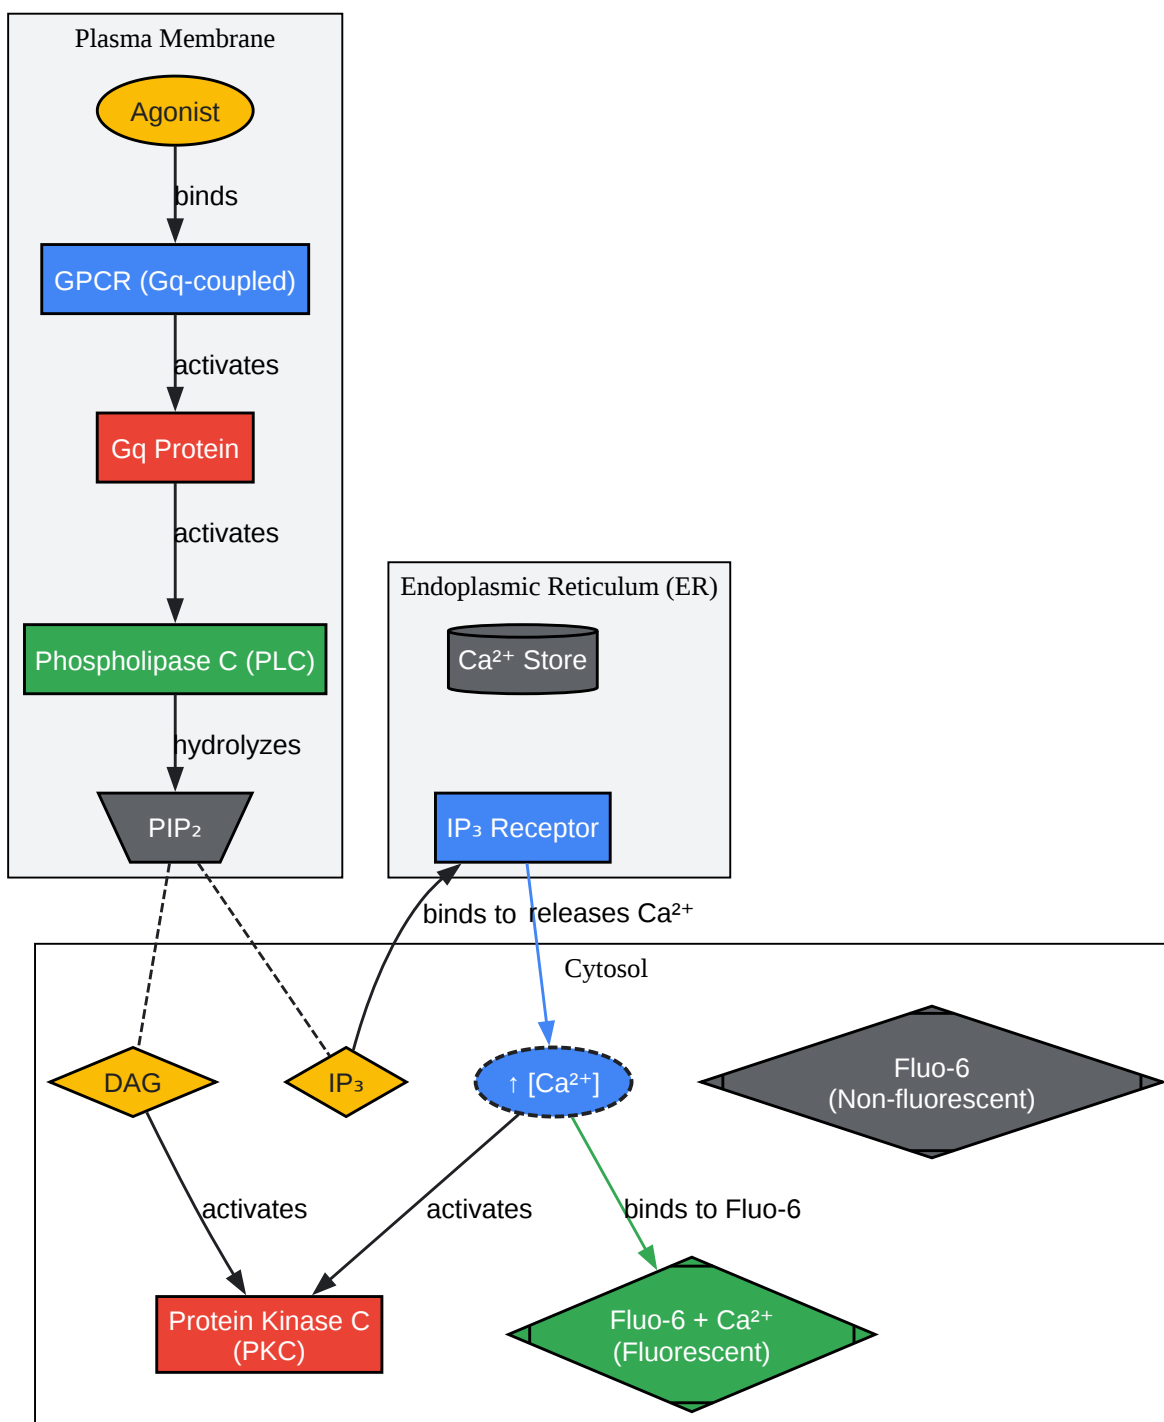 Plasma Membrane
Agonist
binds
GPCR (Gq-coupled)
activates
Gq Protein
activates
Phospholipase C (PLC)
hydrolyzes
PIP₂
Endoplasmic Reticulum (ER)
Ca²⁺ Store
IP₃ Receptor
binds to
releases Ca²⁺
Cytosol
DAG
IP₃
↑ [Ca²⁺]
Fluo-6
(Non-fluorescent)
activates
activates
binds to Fluo-6
Protein Kinase C
(PKC)
Fluo-6 + Ca²⁺
(Fluorescent)